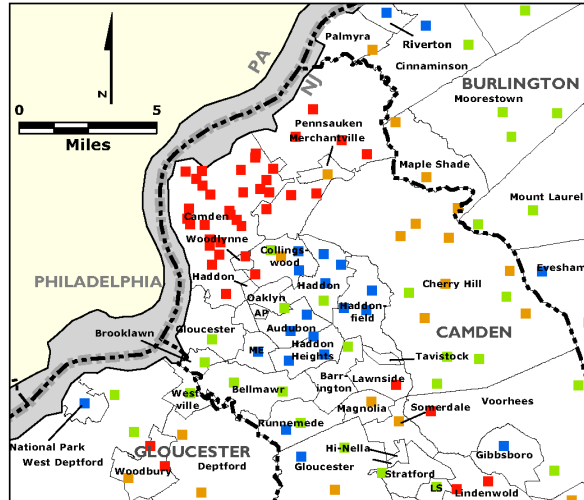 Palmyra
Riverton
Cinnaminson
PA
NJ
BURLINGTON
Moorestown
N
0
5
Miles
Pennsauken
Merchantville
Maple Shade
Mount Laurel
Camden
Woodlynne
Collings-
wood
Haddon
Haddon
Evesham
PHILADELPHIA
Cherry Hill
Oaklyn
AP
Haddon-
field
Audubon
Gloucester
CAMDEN
Brooklawn
ME
Haddon
Heights
Tavistock
Barr-
ington
Lawnside
West-
ville
Bellmawr
Magnolia
Somerdale
Voorhees
Runnemede
National Park
West Deptford
GLOUCESTER
Hi-Nella
Gibbsboro
Woodbury
Deptford
Gloucester
Stratford
LS
Lindenwold